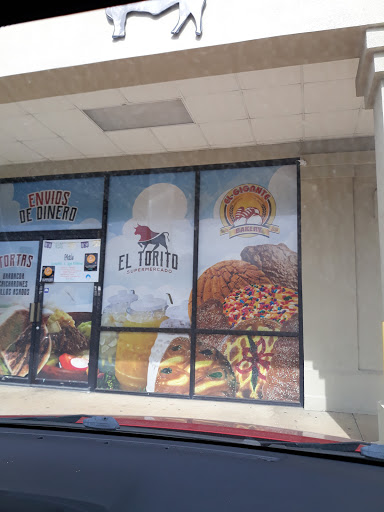 ENVIOS
DE DINERO
EL TORITO
SUPERMERCADO
EL GIGANTE
BAKERY
TORTAS
BARBACOA
CHICHARRONES
POLLOS ASADOS